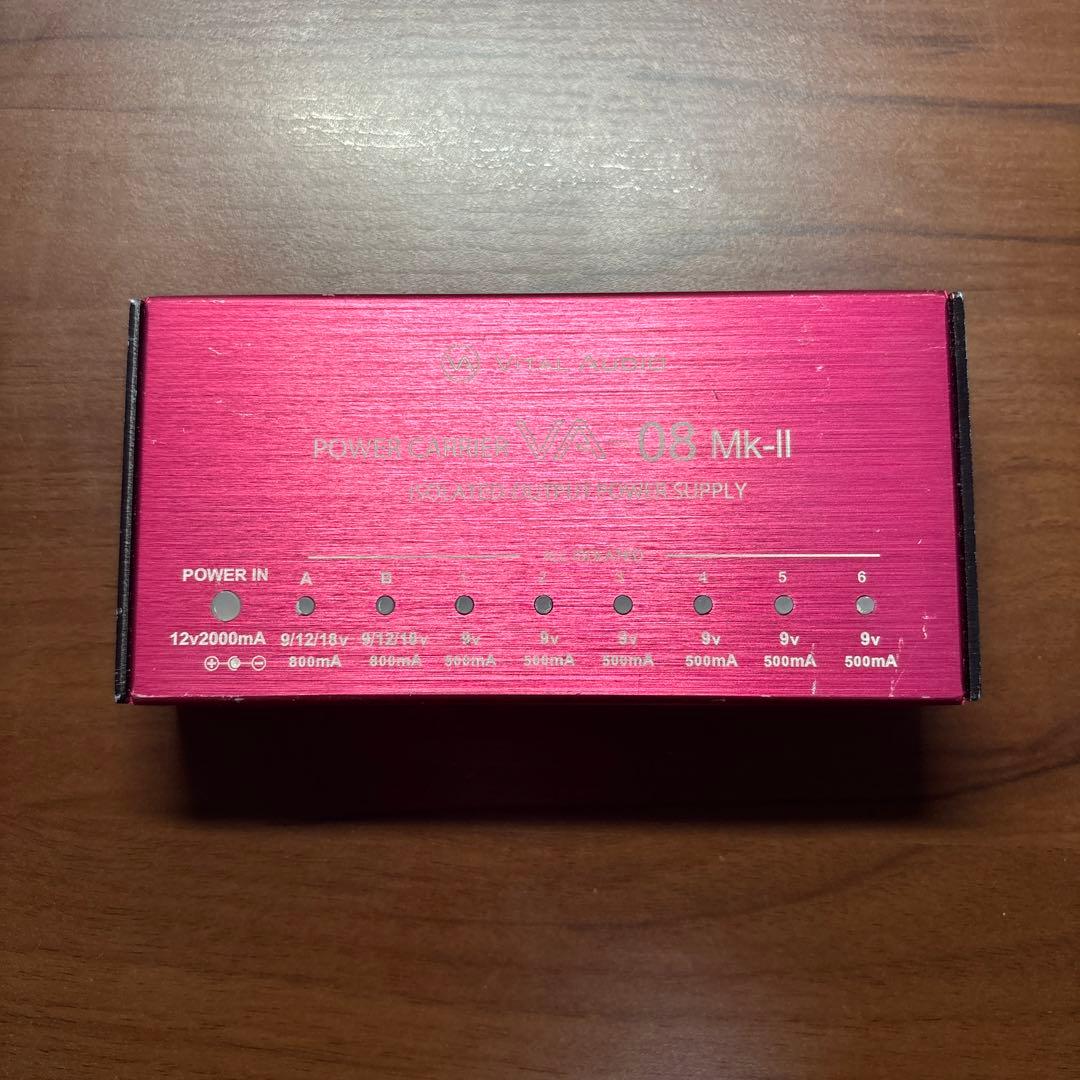 VA VITAL AUDIO
POWER CARRIER VA 08 Mk-II
ISOLATED OUTPUT POWER SUPPLY
ALL ISOLATED
POWER IN A B 1 2 3 4 5 6
12v2000mA 9/12/18v 9/12/18v 9v 9v 9v 9v 9v 9v
800mA 800mA 500mA 500mA 500mA 500mA 500mA 500mA